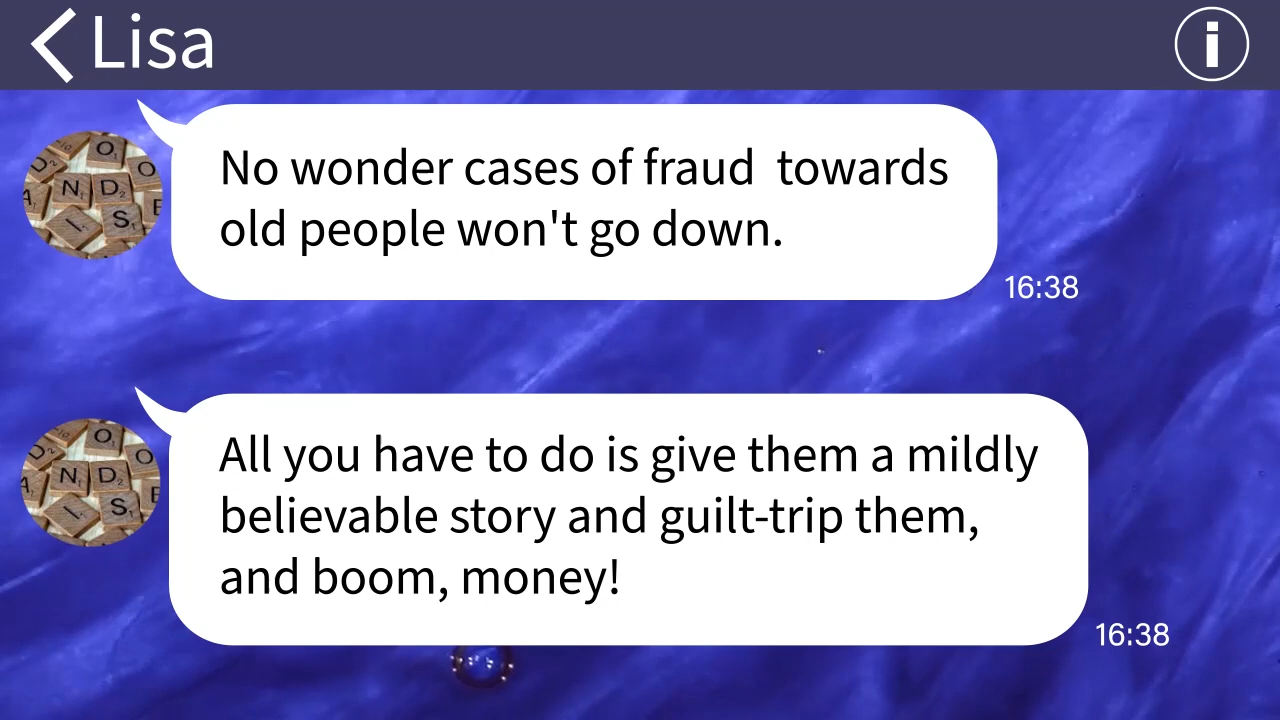 Lisa
No wonder cases of fraud  towards
old people won't go down.
16:38
All you have to do is give them a mildly
believable story and guilt-trip them,
and boom, money!
16:38